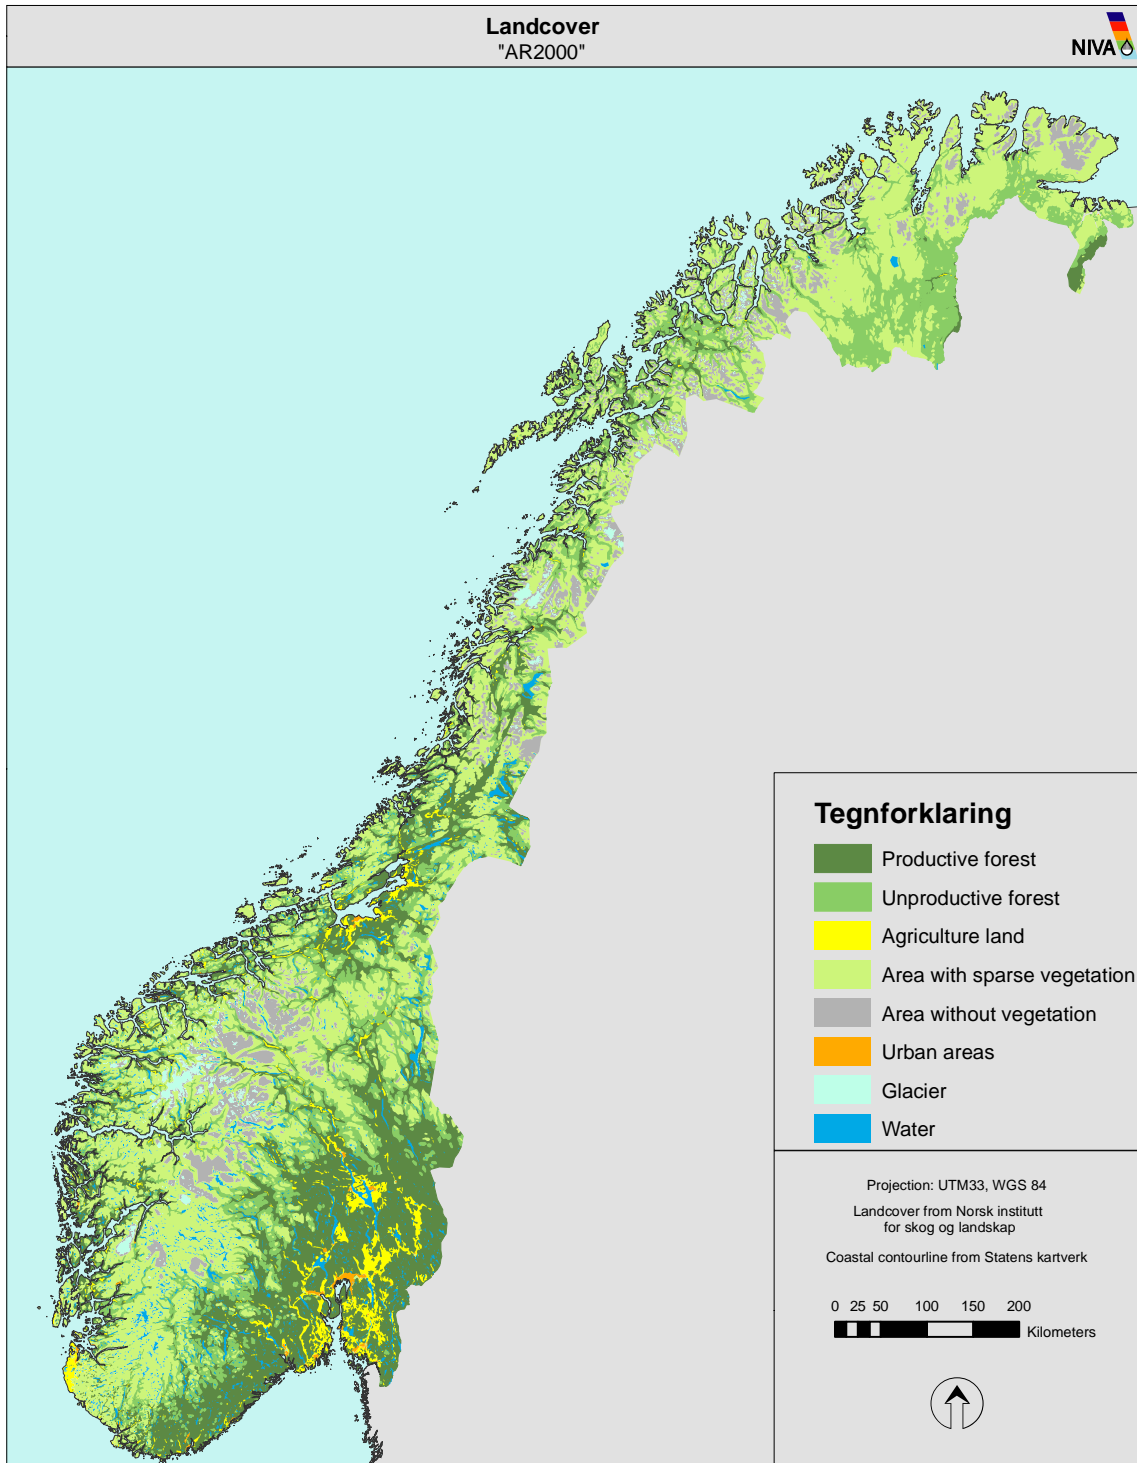 Landcover
"AR2000"
NIVA
Tegnforklaring
Productive forest
Unproductive forest
Agriculture land
Area with sparse vegetation
Area without vegetation
Urban areas
Glacier
Water
Projection: UTM33, WGS 84
Landcover from Norsk institutt
for skog og landskap
Coastal contourline from Statens kartverk
0 25 50 100 150 200
Kilometers